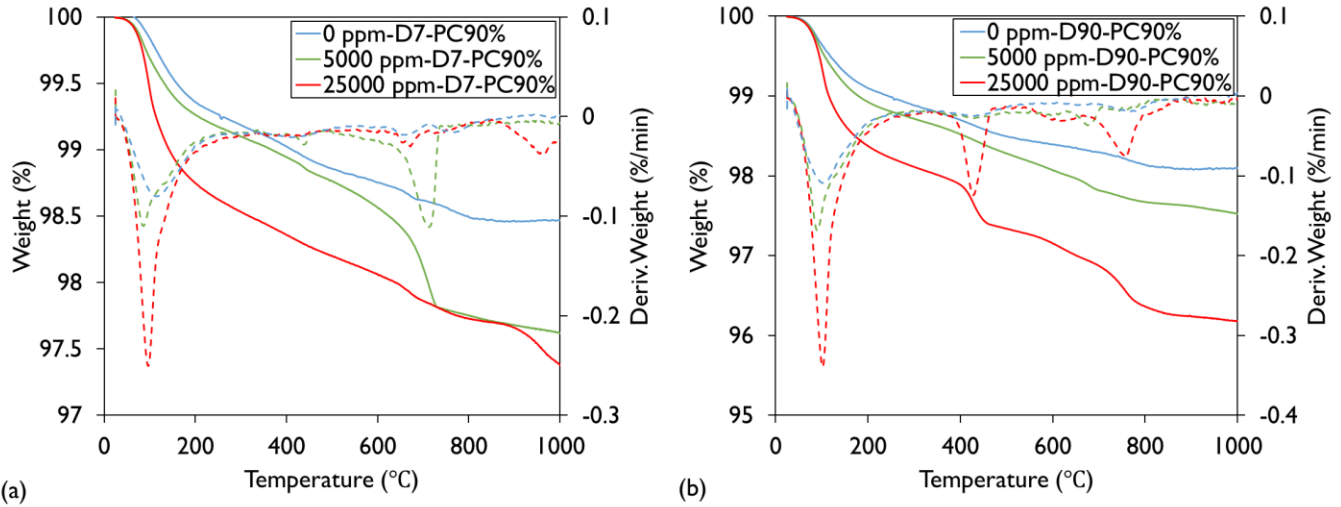 100
99.5
99
98.5
98
97.5
97
Weight (%)
0 ppm-D7-PC90%
5000 ppm-D7-PC90%
25000 ppm-D7-PC90%
0.1
0
-0.1
-0.2
-0.3
Deriv.Weight (%/min)
0 200 400 600 800 1000
Temperature (°C)
(a)
100
99
98
97
96
95
Weight (%)
0 ppm-D90-PC90%
5000 ppm-D90-PC90%
25000 ppm-D90-PC90%
0.1
0
-0.1
-0.2
-0.3
-0.4
Deriv.Weight (%/min)
0 200 400 600 800 1000
Temperature (°C)
(b)